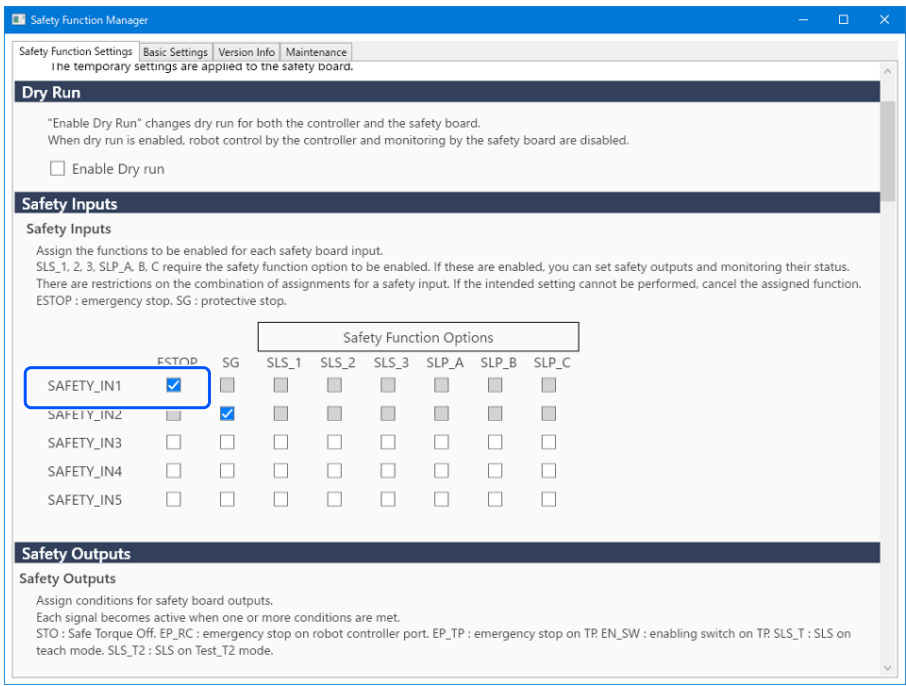 Safety Function Manager
Safety Function Settings Basic Settings Version Info Maintenance
The temporary settings are applied to the safety board.
Dry Run
"Enable Dry Run" changes dry run for both the controller and the safety board.
When dry run is enabled, robot control by the controller and monitoring by the safety board are disabled.
Enable Dry run
Safety Inputs
Safety Inputs
Assign the functions to be enabled for each safety board input.
SLS_1, 2, 3, SLP_A, B, C require the safety function option to be enabled. If these are enabled, you can set safety outputs and monitoring their status.
There are restrictions on the combination of assignments for a safety input. If the intended setting cannot be performed, cancel the assigned function.
ESTOP : emergency stop. SG : protective stop.
Safety Function Options
ESTOP SG SLS_1 SLS_2 SLS_3 SLP_A SLP_B SLP_C
SAFETY_IN1
SAFETY_IN2
SAFETY_IN3
SAFETY_IN4
SAFETY_IN5
Safety Outputs
Safety Outputs
Assign conditions for safety board outputs.
Each signal becomes active when one or more conditions are met.
STO : Safe Torque Off. EP_RC : emergency stop on robot controller port. EP_TP : emergency stop on TP. EN_SW : enabling switch on TP. SLS_T : SLS on
teach mode. SLS_T2 : SLS on Test_T2 mode.